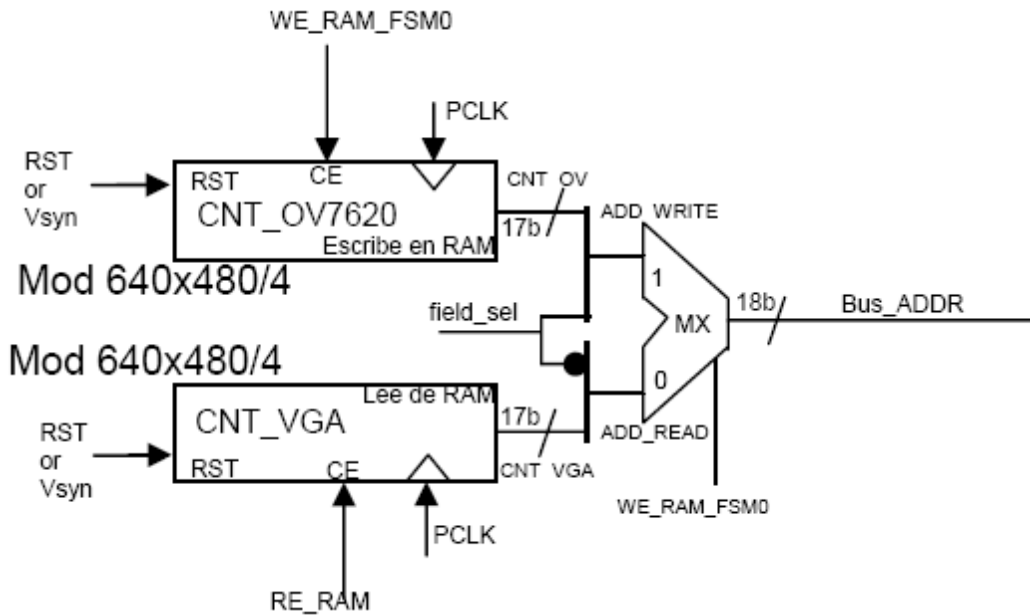 WE_RAM_FSM0
PCLK
RST
or
Vsyn
RST
CE
CNT_OV7620
Escribe en RAM
CNT_OV
17b
ADD_WRITE
Mod 640x480/4
field_sel
1
MX
18b
Bus_ADDR
Mod 640x480/4
0
Lee de RAM
CNT_VGA
17b
ADD_READ
RST
or
Vsyn
RST
CE
CNT_VGA
WE_RAM_FSM0
PCLK
RE_RAM